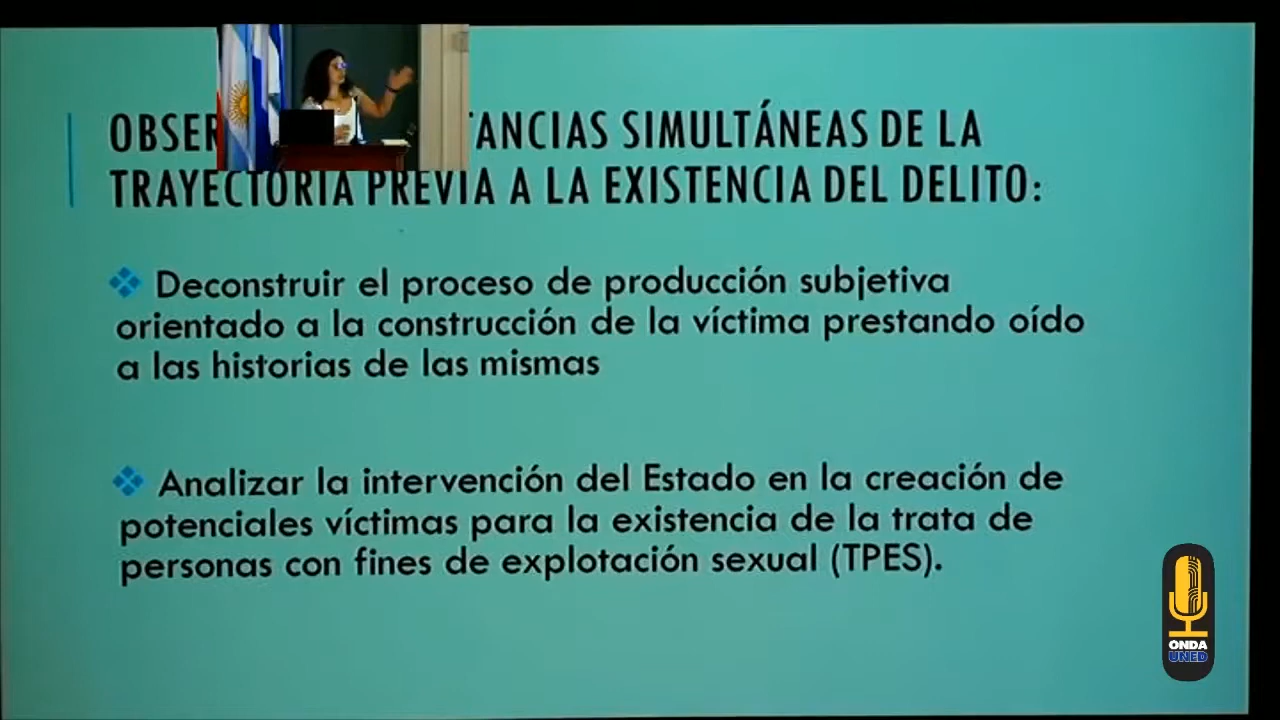 TANCIAS SIMULTÁNEAS DE LA
TRAYECTORIA PREVIA A LA EXISTENCIA DEL DELITO:
Deconstruir el proceso de producción subjetiva
orientado a la construcción de la víctima prestando oído
a las historias de las mismas
Analizar la intervención del Estado en la creación de
potenciales víctimas para la existencia de la trata de
personas con fines de explotación sexual (TPES).
ONDA
UNED